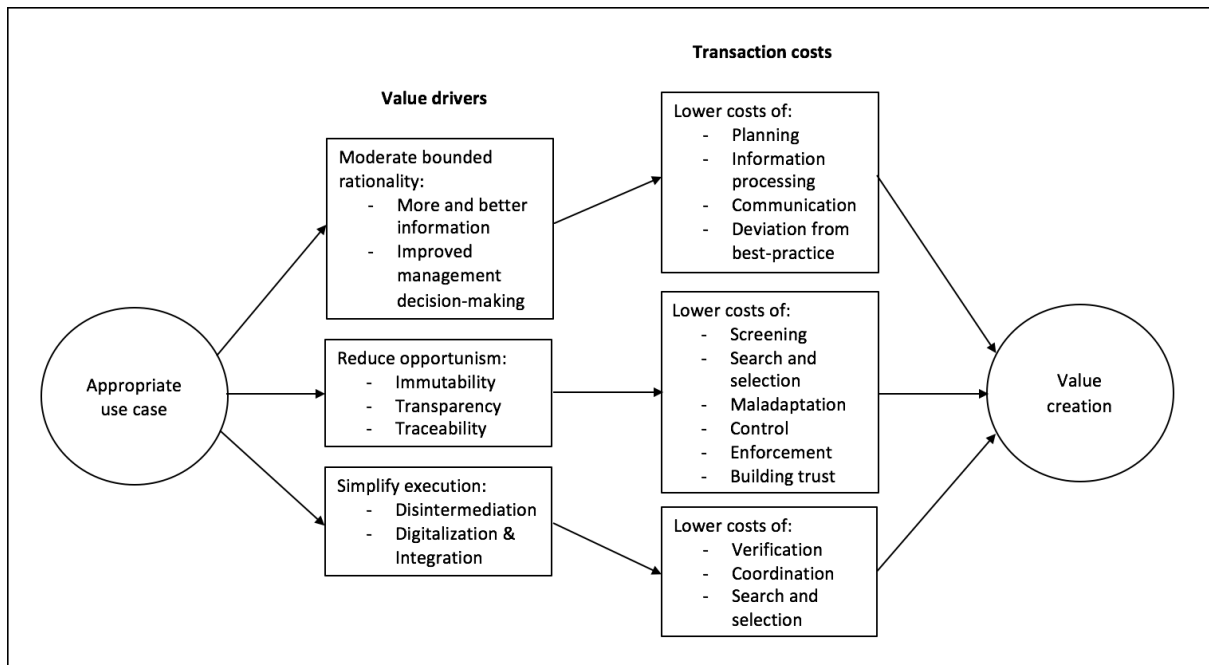 Transaction costs
Value drivers
Appropriate
use case
Moderate bounded
rationality:
- More and better
information
- Improved
management
decision-making
Reduce opportunism:
- Immutability
- Transparency
- Traceability
Simplify execution:
- Disintermediation
- Digitalization &
Integration
Lower costs of:
- Planning
- Information
processing
- Communication
- Deviation from
best-practice
Lower costs of:
- Screening
- Search and
selection
- Maladaptation
- Control
- Enforcement
- Building trust
Lower costs of:
- Verification
- Coordination
- Search and
selection
Value
creation